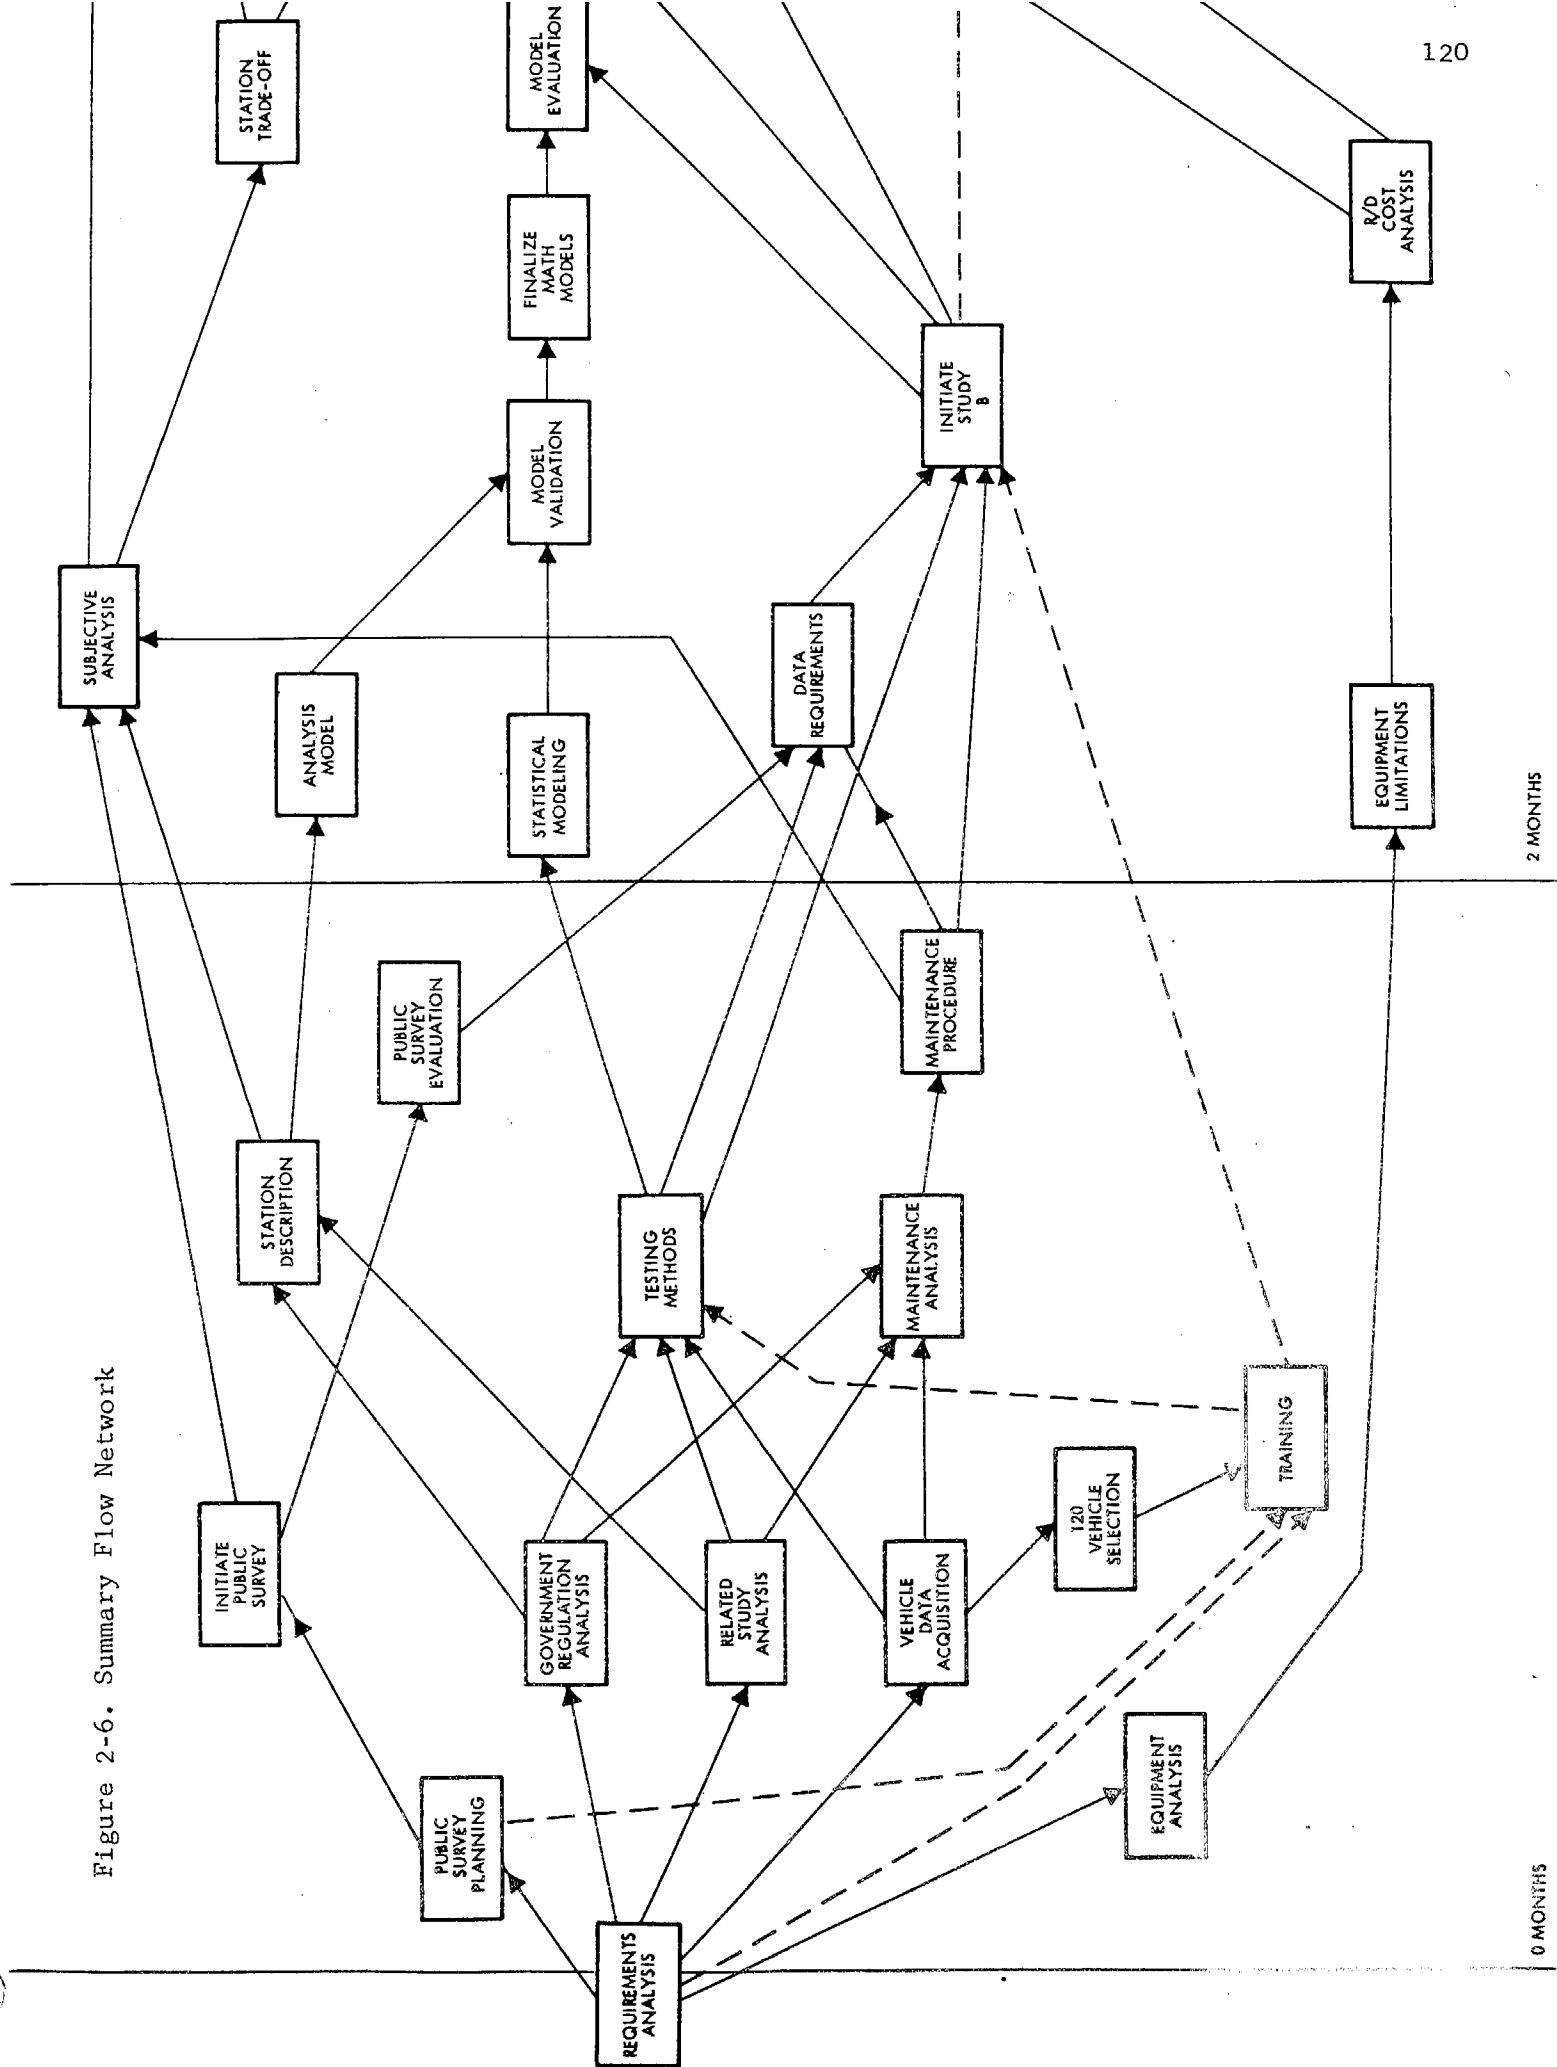 120
Figure 2-6. Summary Flow Network
REQUIREMENTS
ANALYSIS
PUBLIC
SURVEY
PLANNING
EQUIPMENT
ANALYSIS
INITIATE
PUBLIC
SURVEY
GOVERNMENT
REGULATION
ANALYSIS
RELATED
STUDY
ANALYSIS
VEHICLE
DATA
ACQUISITION
120
VEHICLE
SELECTION
TRAINING
STATION
DESCRIPTION
TESTING
METHODS
MAINTENANCE
ANALYSIS
PUBLIC
SURVEY
EVALUATION
MAINTENANCE
PROCEDURE
SUBJECTIVE
ANALYSIS
ANALYSIS
MODEL
STATISTICAL
MODELING
DATA
REQUIREMENTS
EQUIPMENT
LIMITATIONS
MODEL
VALIDATION
INITIATE
STUDY
B
FINALIZE
MATH
MODELS
R/D
COST
ANALYSIS
STATION
TRADE-OFF
MODEL
EVALUATION
0 MONTHS
2 MONTHS